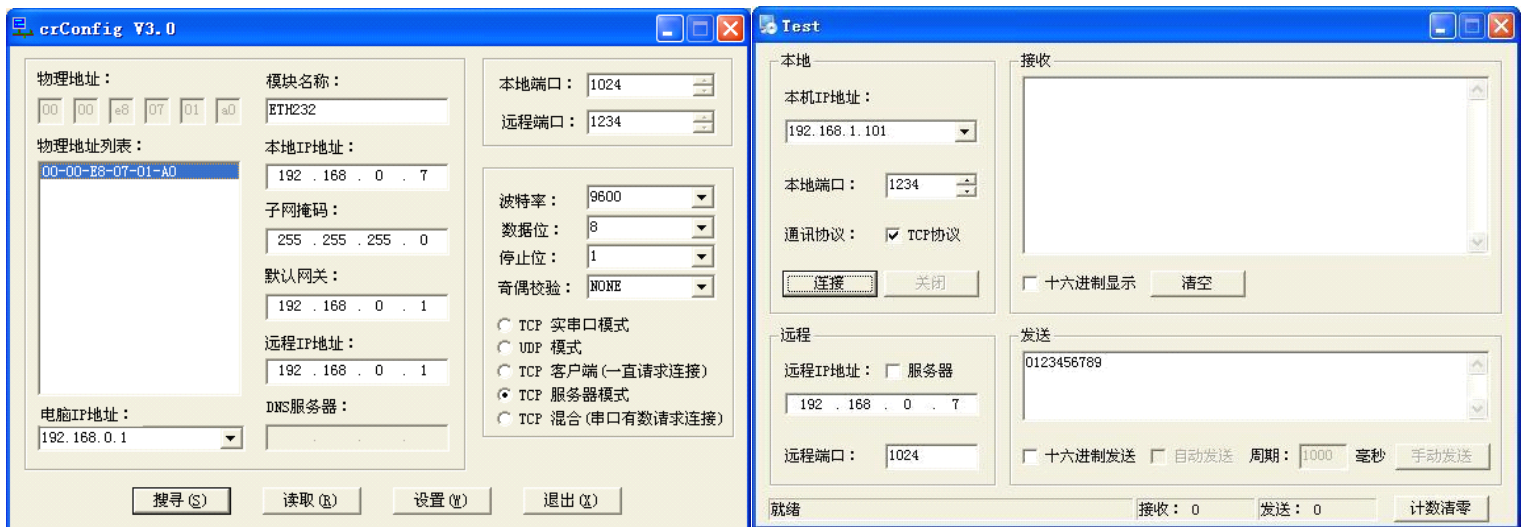 crConfig V3.0
物理地址：
00 00 e8 07 01 a0
物理地址列表：
00-00-E8-07-01-A0
电脑IP地址：
192.168.0.1
模块名称：
ETH232
本地IP地址：
192 . 168 . 0 . 7
子网掩码：
255 . 255 . 255 . 0
默认网关：
192 . 168 . 0 . 1
远程IP地址：
192 . 168 . 0 . 1
DNS服务器：
. . .
本地端口： 1024
远程端口： 1234
波特率： 9600
数据位： 8
停止位： 1
奇偶校验： NONE
TCP 实串口模式
UDP 模式
TCP 客户端(一直请求连接)
TCP 服务器模式
TCP 混合(串口有数请求连接)
搜寻(S) 读取(R) 设置(W) 退出(X)
Test
本地
本机IP地址：
192.168.1.101
本地端口： 1234
通讯协议： TCP协议
连接 关闭
接收
十六进制显示 清空
远程
远程IP地址： 服务器
192 . 168 . 0 . 7
远程端口： 1024
发送
0123456789
十六进制发送 自动发送 周期： 1000 毫秒 手动发送
就绪 接收： 0 发送： 0 计数清零